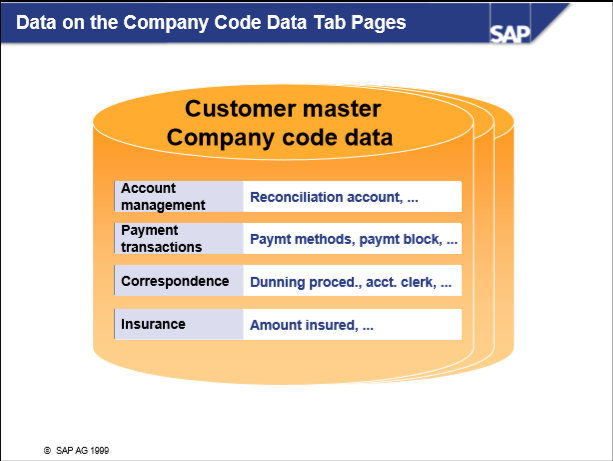 Data on the Company Code Data Tab Pages
SAP
Customer master
Company code data
Account
management
Reconciliation account, ...
Payment
transactions
Paymt methods, paymt block, ...
Correspondence
Dunning proced., acct. clerk, ...
Insurance
Amount insured, ...
© SAP AG 1999